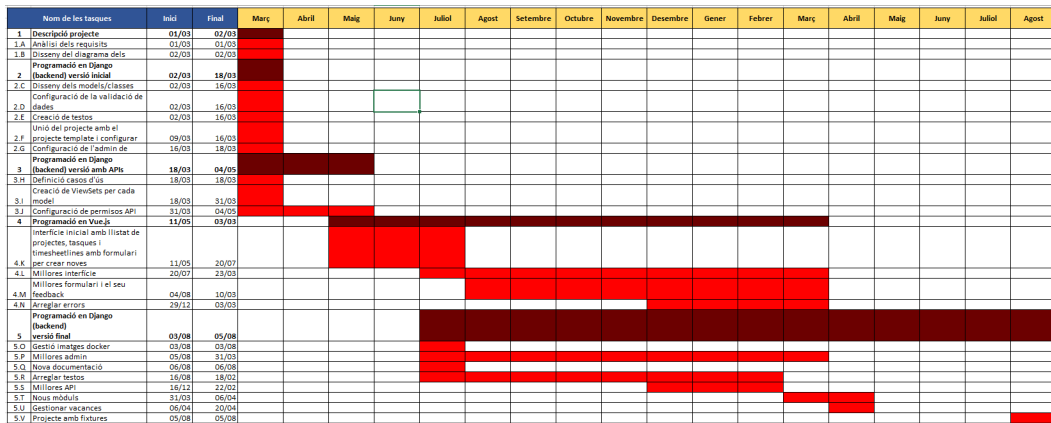 Nom de les tasques Inici Final Març Abril Maig Juny Juliol Agost Setembre Octubre Novembre Desembre Gener Febrer Març Abril Maig Juny Juliol Agost
1 Descripció projecte 01/03 02/03
1.A Anàlisi dels requisits 01/03 01/03
1.B Disseny del diagrama dels 02/03 02/03
Programació en Django
2 (backend) versió inicial 02/03 18/03
2.C Disseny dels models/classes 02/03 16/03
Configuració de la validació de
2.D dades 02/03 16/03
2.E Creació de testos 02/03 16/03
Unió del projecte amb el
2.F projecte template i configurar 09/03 16/03
2.G Configuració de l'admin de 16/03 18/03
Programació en Django
3 (backend) versió amb APIs 18/03 04/05
3.H Definició casos d'ús 18/03 18/03
Creació de ViewSets per cada
3.I model 18/03 31/03
3.J Configuració de permisos API 31/03 04/05
4 Programació en Vue.js 11/05 03/03
Interfície inicial amb llistat de
projectes, tasques i
timesheetlines amb formulari
4.K per crear noves 11/05 20/07
4.L Millores interfície 20/07 23/03
Millores formulari i el seu
4.M feedback 04/08 10/03
4.N Arreglar errors 29/12 03/03
Programació en Django
(backend)
5 versió final 03/08 05/08
5.O Gestió imatges docker 03/08 03/08
5.P Millores admin 05/08 31/03
5.Q Nova documentació 06/08 06/08
5.R Arreglar testos 16/08 18/02
5.S Millores API 16/12 22/02
5.T Nous mòduls 31/03 06/04
5.U Gestionar vacances 06/04 20/04
5.V Projecte amb fixtures 05/08 05/08